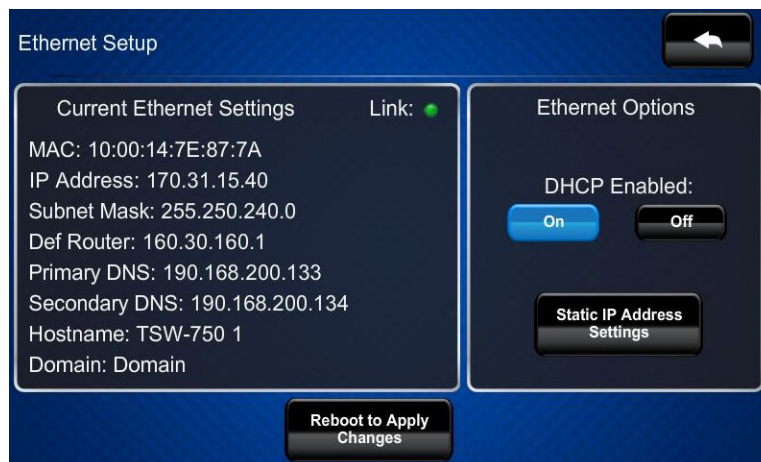 Ethernet Setup
Current Ethernet Settings
Link:
MAC: 10:00:14:7E:87:7A
IP Address: 170.31.15.40
Subnet Mask: 255.250.240.0
Def Router: 160.30.160.1
Primary DNS: 190.168.200.133
Secondary DNS: 190.168.200.134
Hostname: TSW-750 1
Domain: Domain
Ethernet Options
DHCP Enabled:
On
Off
Static IP Address
Settings
Reboot to Apply
Changes